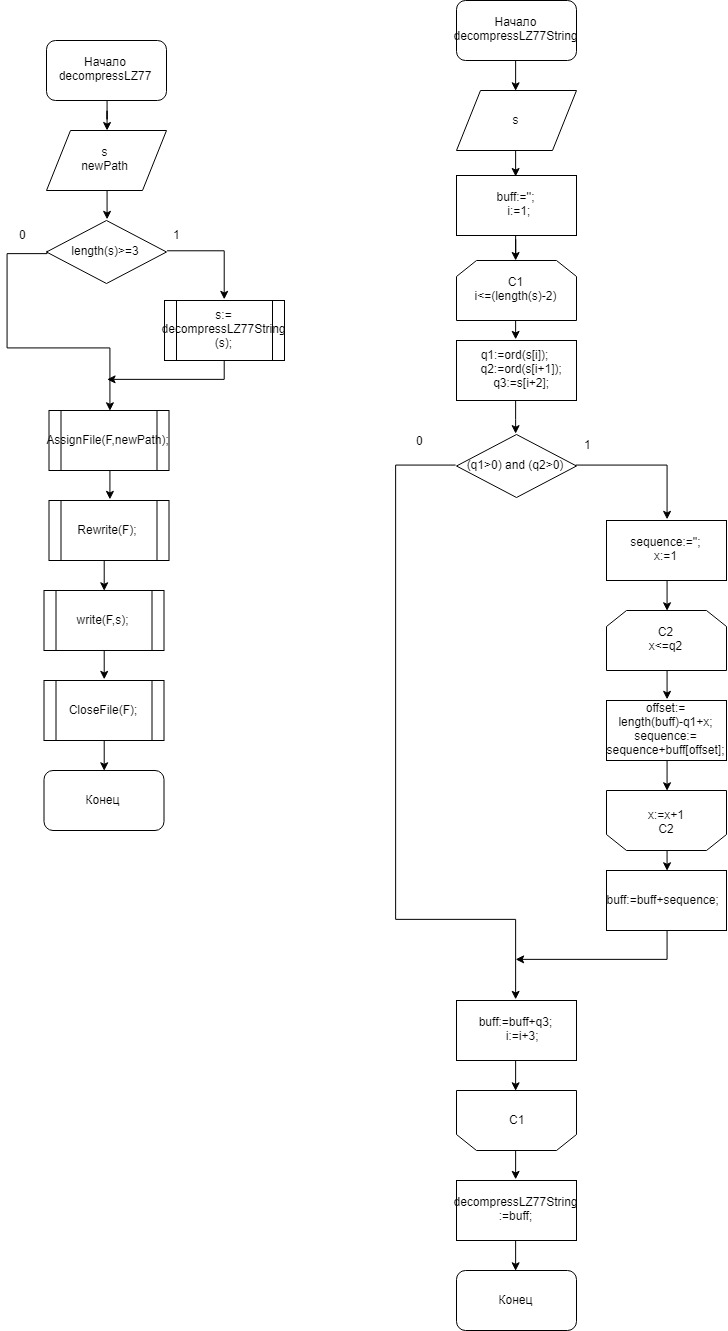 Начало
decompressLZ77
s
newPath
0
1
length(s)>=3
s:=
decompressLZ77String
(s);
AssignFile(F,newPath);
Rewrite(F);
write(F,s);
CloseFile(F);
Конец
Начало
decompressLZ77String
s
buff:='';
i:=1;
C1
i<=(length(s)-2)
q1:=ord(s[i]);
q2:=ord(s[i+1]);
q3:=s[i+2];
0
1
(q1>0) and (q2>0)
sequence:='';
x:=1
C2
x<=q2
offset:=
length(buff)-q1+x;
sequence:=
sequence+buff[offset];
x:=x+1
C2
buff:=buff+sequence;
buff:=buff+q3;
i:=i+3;
C1
decompressLZ77String
:=buff;
Конец